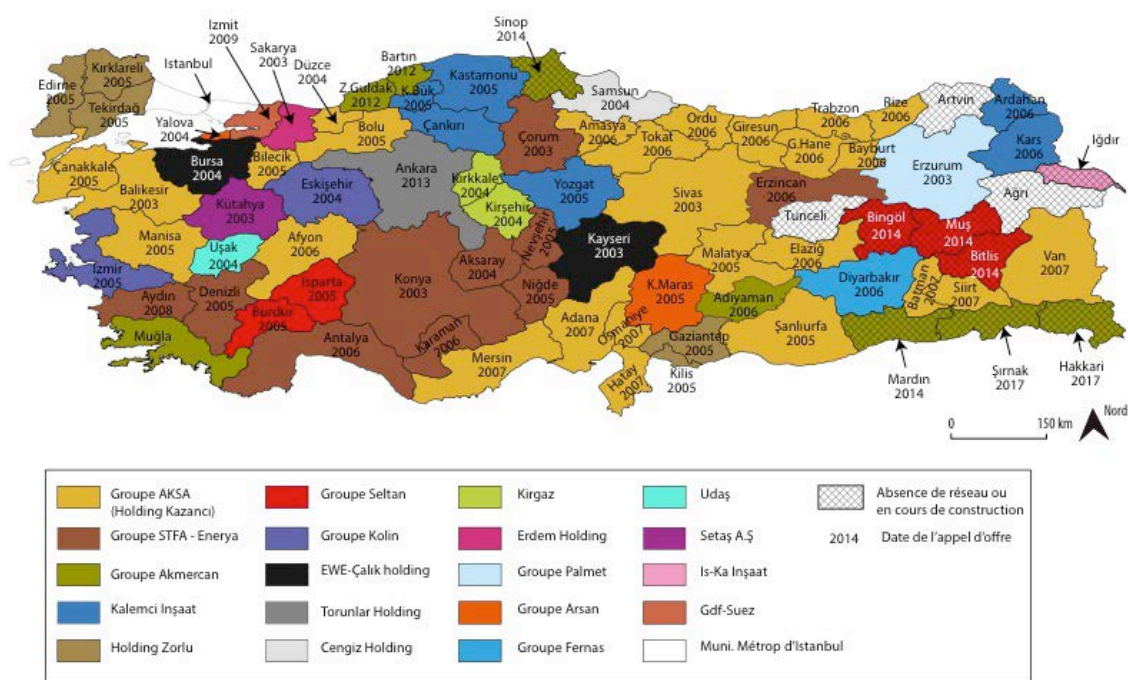 Sinop
2014
Izmit
2009
Sakarya
2003
Istanbul
Düzce
2004
Bartın
2012
Z.Guldak
2012
Edirne
2005
Kırklareli
2005
Tekirdağ
2005
Yalova
2004
K.Buk
2005
Kastamonu
2005
Samsun
2004
Trabzon
2006
Rize
2006
Artvin
Ardahan
2006
Kars
2006
Iğdır
Çanakkale
2005
Bursa
2004
Bilecik
2005
Bolu
2005
Çankırı
Çorum
2003
Amasya
2006
Tokat
2006
Ordu
2006
Giresun
2006
G.Hane
2006
Bayburt
2006
Erzurum
2003
Ağrı
Balikesir
2003
Kütahya
2003
Eskişehir
2004
Ankara
2013
Kırkkale
2004
Kirşehir
2004
Yozgat
2005
Sivas
2003
Erzincan
2006
Tunceli
Bingöl
2014
Muş
2014
Bitlis
2014
Manisa
2005
Uşak
2004
Afyon
2006
Nevşehir
2005
Kayseri
2003
Malatya
2005
Elazığ
2006
Van
2007
Izmir
2005
Aydın
2008
Denizli
2005
Isparta
2005
Burdur
2005
Konya
2003
Aksaray
2004
Niğde
2005
K.Maras
2005
Adıyaman
2006
Diyarbakır
2006
Batman
Siirt
2007
Muğla
Antalya
2006
Karaman
2006
Mersin
2007
Adana
2007
Osmaniye
2007
Hatay
2007
Gaziantep
2005
Kilis
2005
Şanlıurfa
2005
Mardın
2014
Şırnak
2017
Hakkari
2017
0 150 km
Nord
Groupe AKSA
(Holding Kazancı)
Groupe STFA - Enerya
Groupe Akmercan
Kalemci Inşaat
Holding Zorlu
Groupe Seltan
Groupe Kolin
EWE-Çalık holding
Torunlar Holding
Cengiz Holding
Kirgaz
Erdem Holding
Groupe Palmet
Groupe Arsan
Groupe Fernas
Udaş
Setaş A.Ş
Is-Ka Inşaat
Gdf-Suez
Muni. Métrop d'Istanbul
Absence de réseau ou
en cours de construction
2014 Date de l'appel d'offre